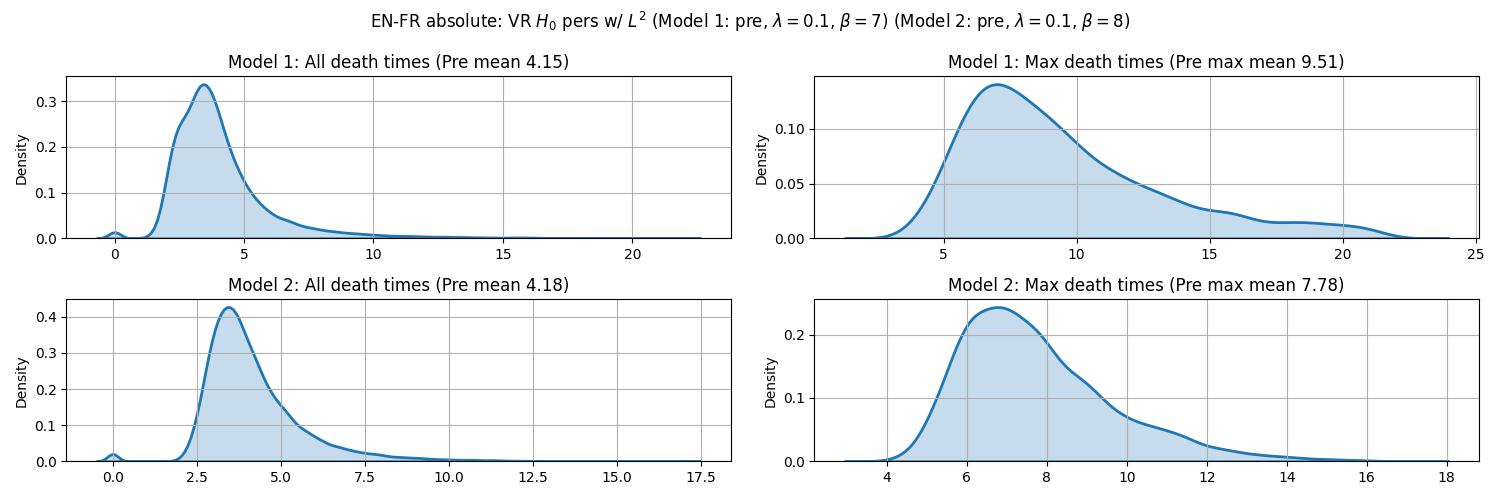 EN-FR absolute: VR $H_0$ pers w/ $L^2$ (Model 1: pre, $\lambda = 0.1$, $\beta = 7$) (Model 2: pre, $\lambda = 0.1$, $\beta = 8$)
Model 1: All death times (Pre mean 4.15)
Density
0.3
0.2
0.1
0.0
0 5 10 15 20
Model 1: Max death times (Pre max mean 9.51)
Density
0.10
0.05
0.00
5 10 15 20 25
Model 2: All death times (Pre mean 4.18)
Density
0.4
0.3
0.2
0.1
0.0
0.0 2.5 5.0 7.5 10.0 12.5 15.0 17.5
Model 2: Max death times (Pre max mean 7.78)
Density
0.2
0.1
0.0
4 6 8 10 12 14 16 18